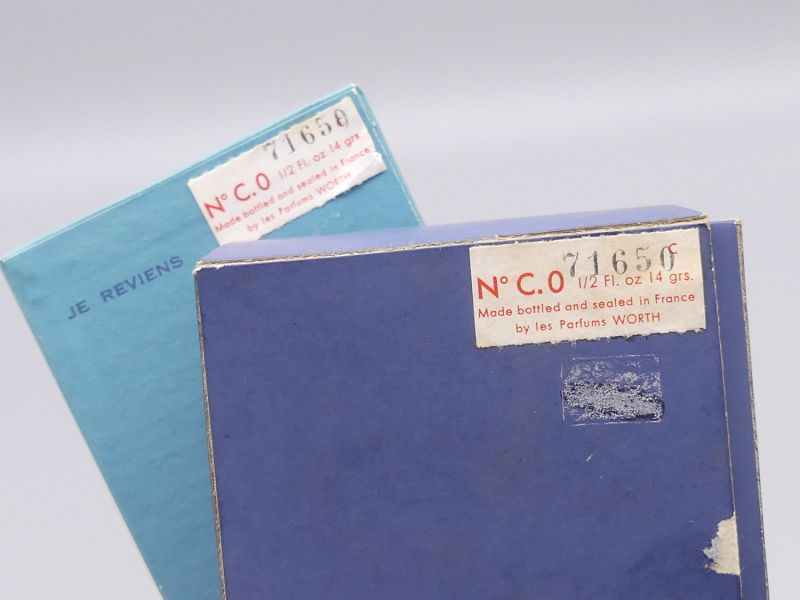 71650
N° C.0 1/2 Fl. oz 14 grs.
Made bottled and sealed in France
by les Parfums WORTH
JE REVIENS
71650 C
N° C.0 1/2 Fl. oz 14 grs.
Made bottled and sealed in France
by les Parfums WORTH